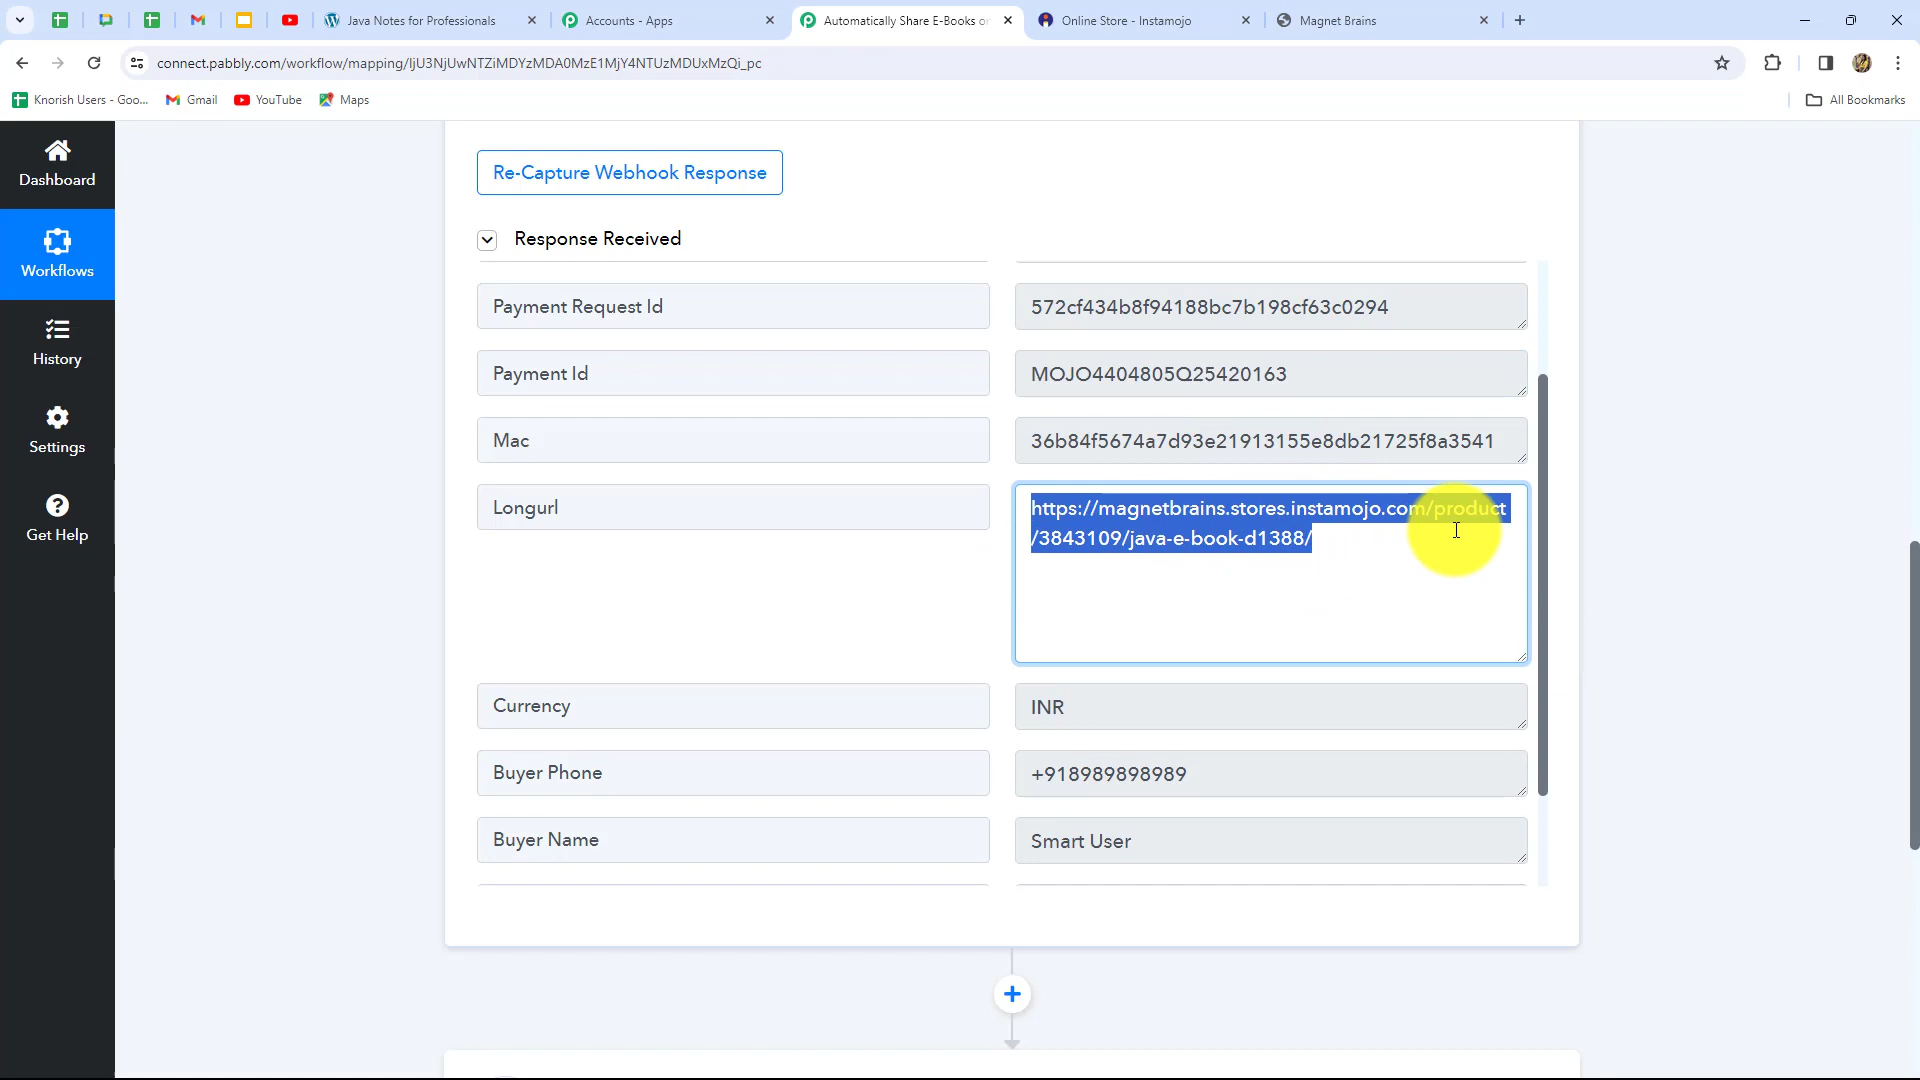 Java Notes for Professionals
Accounts - Apps
Automatically Share E-Books or
Online Store - Instamojo
Magnet Brains
connect.pabbly.com/workflow/mapping/IjU3NjUwNTZiMDYzMDA0MzE1MjY4NTUzMDUxMzQi_pc
Knorish Users - Goo...
Gmail
YouTube
Maps
All Bookmarks
Dashboard
Workflows
History
Settings
Get Help
Re-Capture Webhook Response
Response Received
Payment Request Id
572cf434b8f94188bc7b198cf63c0294
Payment Id
MOJO4404805Q25420163
Mac
36b84f5674a7d93e21913155e8db21725f8a3541
Longurl
https://magnetbrains.stores.instamojo.com/product
/3843109/java-e-book-d1388/
Currency
INR
Buyer Phone
+918989898989
Buyer Name
Smart User